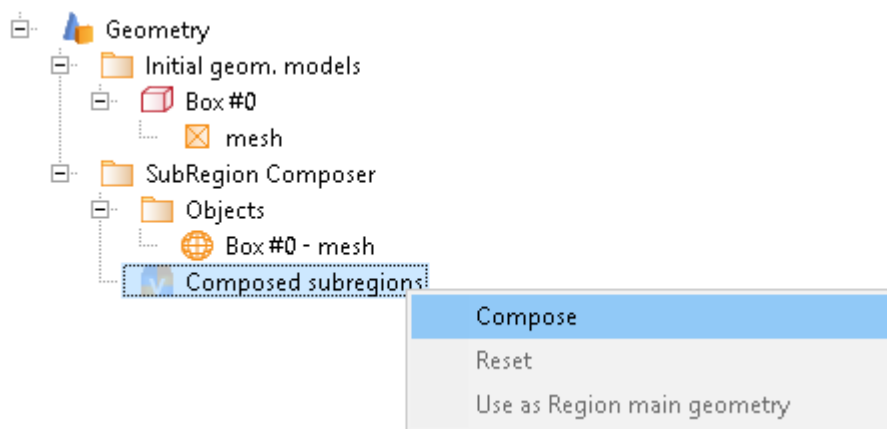 Geometry
Initial geom. models
Box #0
mesh
SubRegion Composer
Objects
Box #0 - mesh
Composed subregions
Compose
Reset
Use as Region main geometry